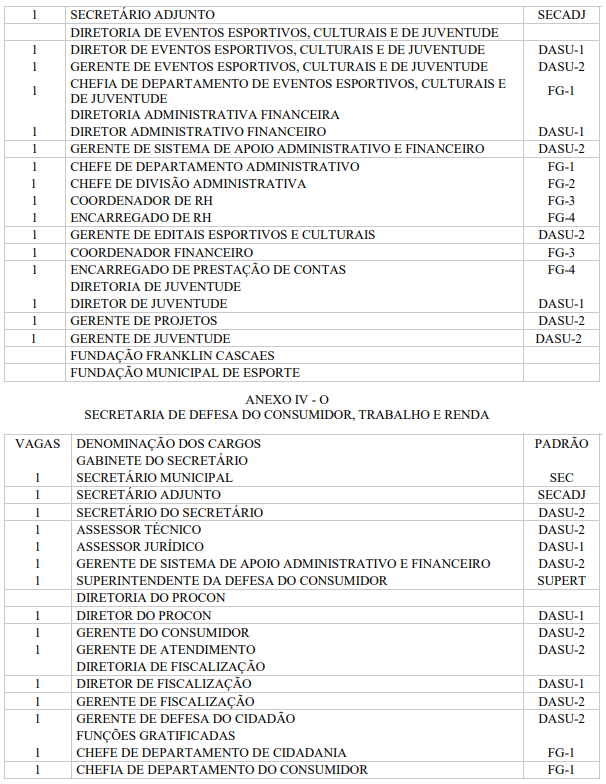 1 SECRETÁRIO ADJUNTO SECADJ
DIRETORIA DE EVENTOS ESPORTIVOS, CULTURAIS E DE JUVENTUDE
1 DIRETOR DE EVENTOS ESPORTIVOS, CULTURAIS E DE JUVENTUDE DASU-1
1 GERENTE DE EVENTOS ESPORTIVOS, CULTURAIS E DE JUVENTUDE DASU-2
1 CHEFIA DE DEPARTAMENTO DE EVENTOS ESPORTIVOS, CULTURAIS E FG-1
DE JUVENTUDE
DIRETORIA ADMINISTRATIVA FINANCEIRA
1 DIRETOR ADMINISTRATIVO FINANCEIRO DASU-1
1 GERENTE DE SISTEMA DE APOIO ADMINISTRATIVO E FINANCEIRO DASU-2
1 CHEFE DE DEPARTAMENTO ADMINISTRATIVO FG-1
1 CHEFE DE DIVISÃO ADMINISTRATIVA FG-2
1 COORDENADOR DE RH FG-3
1 ENCARREGADO DE RH FG-4
1 GERENTE DE EDITAIS ESPORTIVOS E CULTURAIS DASU-2
1 COORDENADOR FINANCEIRO FG-3
1 ENCARREGADO DE PRESTAÇÃO DE CONTAS FG-4
DIRETORIA DE JUVENTUDE
1 DIRETOR DE JUVENTUDE DASU-1
1 GERENTE DE PROJETOS DASU-2
1 GERENTE DE JUVENTUDE DASU-2
FUNDAÇÃO FRANKLIN CASCAES
FUNDAÇÃO MUNICIPAL DE ESPORTE
ANEXO IV - O
SECRETARIA DE DEFESA DO CONSUMIDOR, TRABALHO E RENDA
VAGAS DENOMINAÇÃO DOS CARGOS PADRÃO
GABINETE DO SECRETÁRIO
1 SECRETÁRIO MUNICIPAL SEC
1 SECRETÁRIO ADJUNTO SECADJ
1 SECRETÁRIO DO SECRETÁRIO DASU-2
1 ASSESSOR TÉCNICO DASU-2
1 ASSESSOR JURÍDICO DASU-1
1 GERENTE DE SISTEMA DE APOIO ADMINISTRATIVO E FINANCEIRO DASU-2
1 SUPERINTENDENTE DA DEFESA DO CONSUMIDOR SUPERT
DIRETORIA DO PROCON
1 DIRETOR DO PROCON DASU-1
1 GERENTE DO CONSUMIDOR DASU-2
1 GERENTE DE ATENDIMENTO DASU-2
DIRETORIA DE FISCALIZAÇÃO
1 DIRETOR DE FISCALIZAÇÃO DASU-1
1 GERENTE DE FISCALIZAÇÃO DASU-2
1 GERENTE DE DEFESA DO CIDADÃO DASU-2
FUNÇÕES GRATIFICADAS
1 CHEFE DE DEPARTAMENTO DE CIDADANIA FG-1
1 CHEFIA DE DEPARTAMENTO DO CONSUMIDOR FG-1